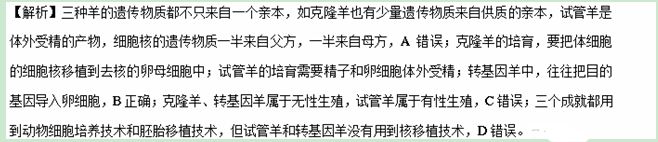 【解析】三种羊的遗传物质都不只来自一个亲本，如克隆羊也有少量遗传物质来自供质的亲本，试管羊是
体外受精的产物，细胞核的遗传物质一半来自父方，一半来自母方，A 错误；克隆羊的培育，要把体细胞
的细胞核移植到去核的卵母细胞中；试管羊的培育需要精子和卵细胞体外受精；转基因羊中，往往把目的
基因导入卵细胞，B 正确；克隆羊、转基因羊属于无性生殖，试管羊属于有性生殖，C 错误；三个成就都用
到动物细胞培养技术和胚胎移植技术，但试管羊和转基因羊没有用到核移植技术，D 错误。